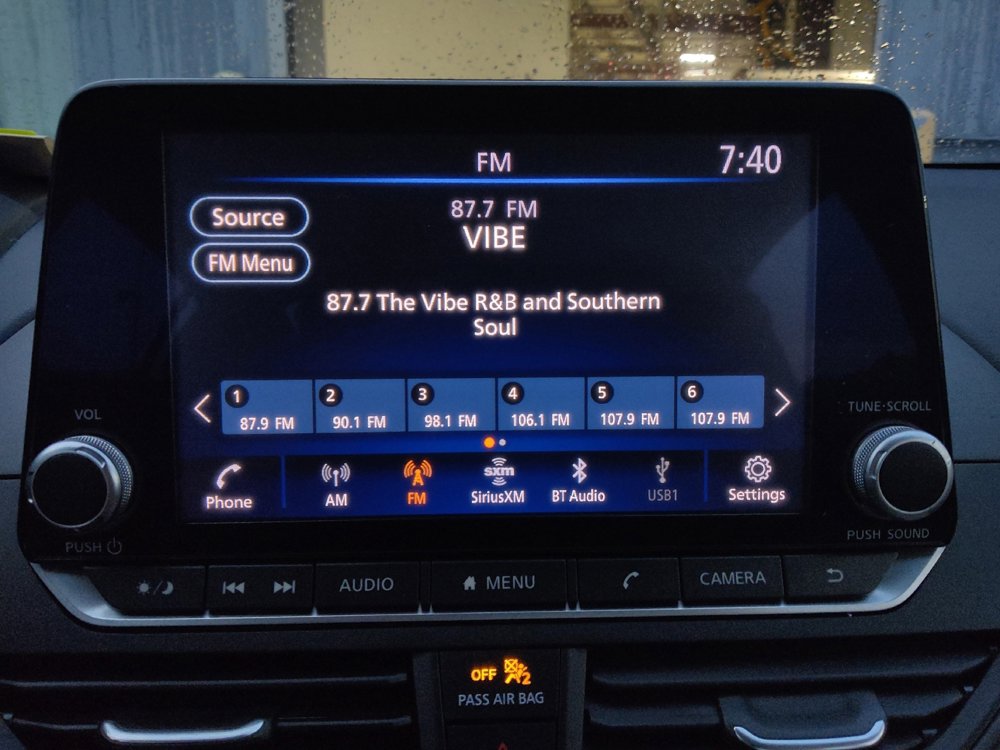 FM
7:40
Source
87.7 FM
VIBE
FM Menu
87.7 The Vibe R&B and Southern
Soul
1
2
3
4
5
6
87.9 FM
90.1 FM
98.1 FM
106.1 FM
107.9 FM
107.9 FM
VOL
TUNE·SCROLL
Phone
AM
FM
sxm
SiriusXM
BT Audio
USB1
Settings
PUSH
PUSH SOUND
AUDIO
MENU
CAMERA
OFF
2
PASS AIR BAG